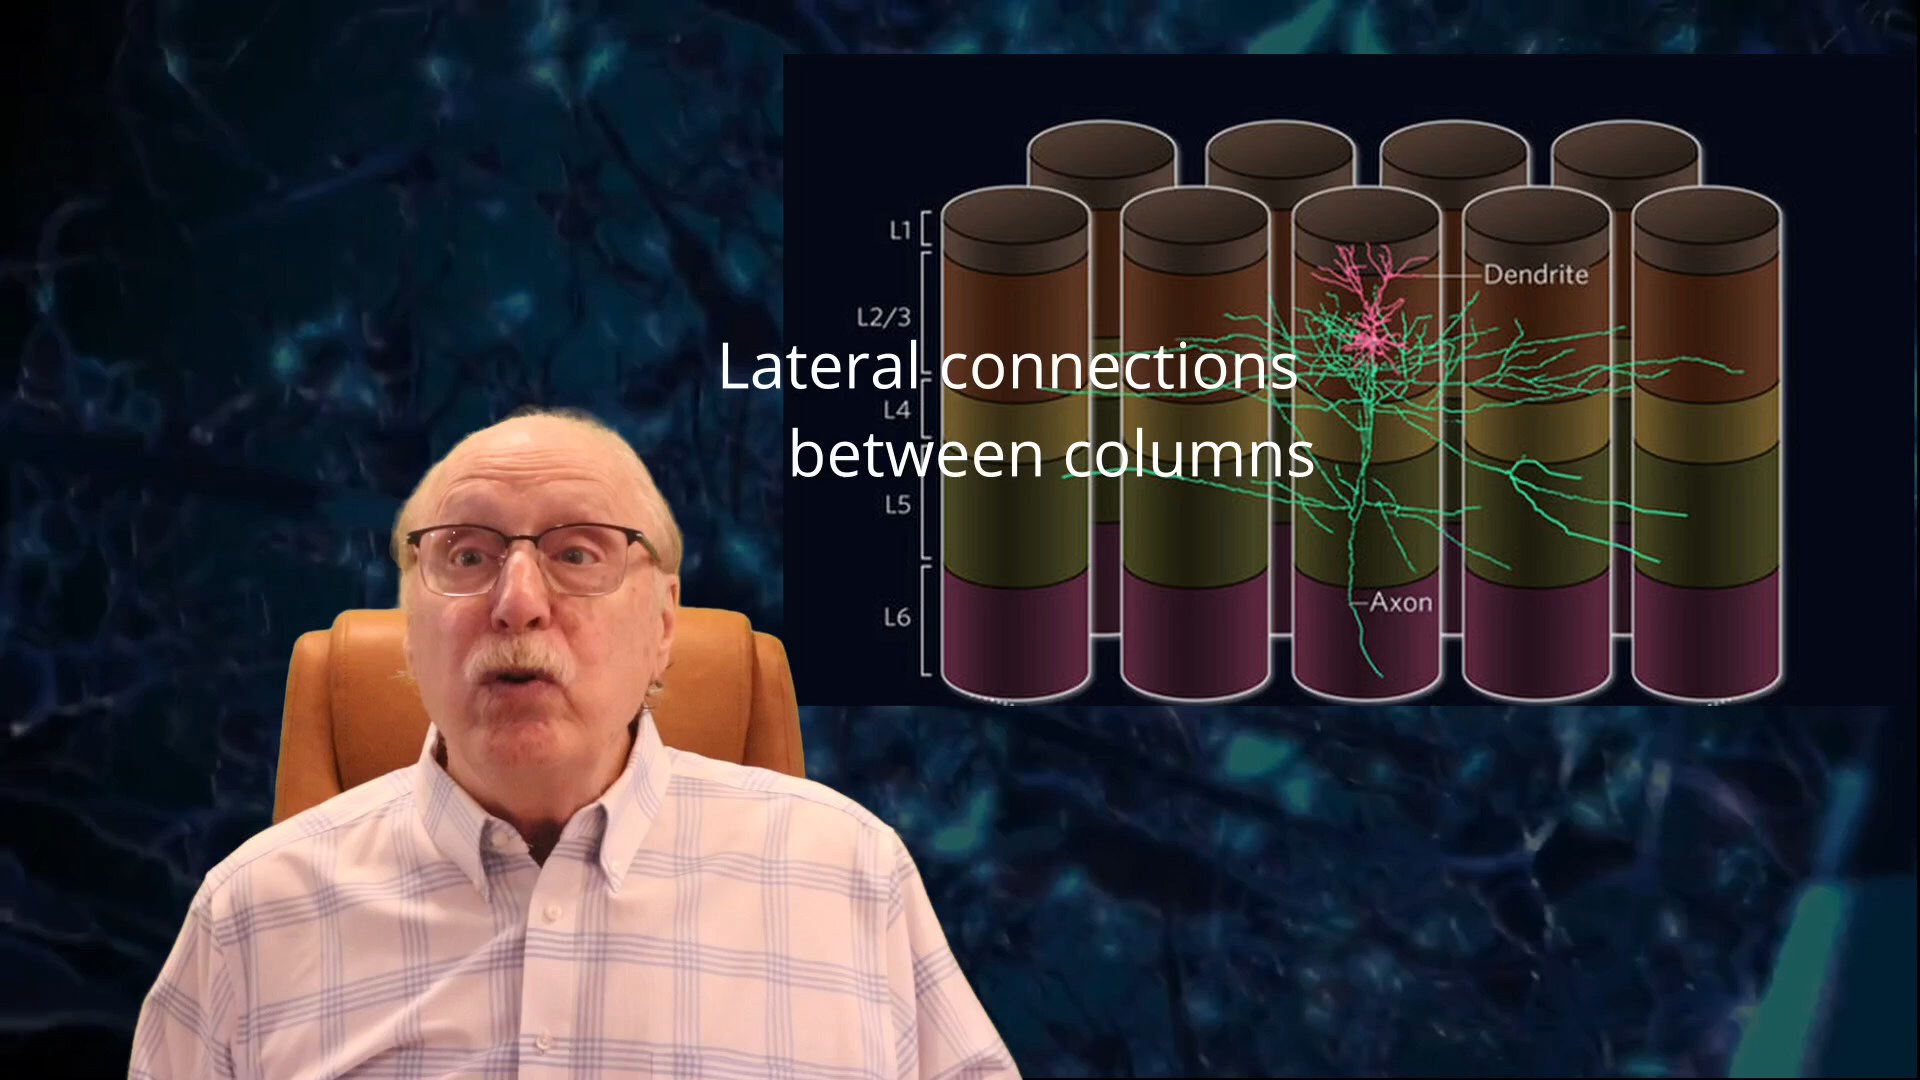 L1
Dendrite
L2/3
Lateral connections
L4
between columns
L5
Axon
L6